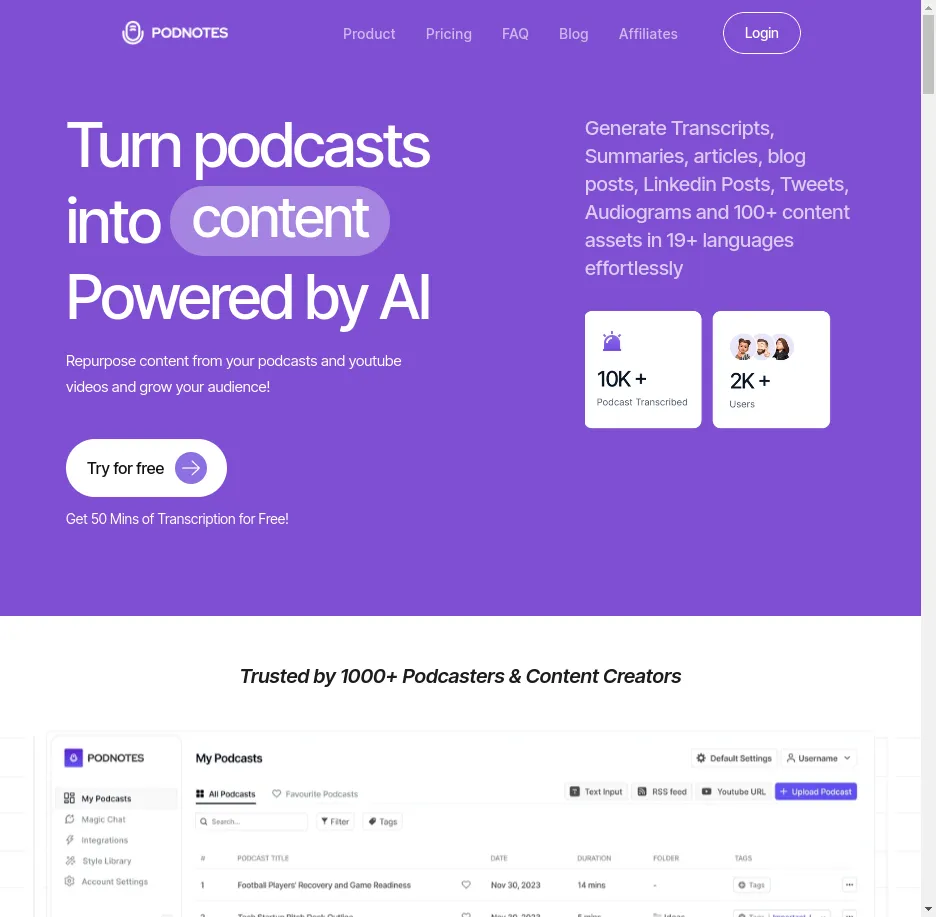 PODNOTES
Product
Pricing
FAQ
Blog
Affiliates
Login
Turn podcasts
into content
Powered by AI
Repurpose content from your podcasts and youtube
videos and grow your audience!
Try for free
Get 50 Mins of Transcription for Free!
Generate Transcripts,
Summaries, articles, blog
posts, Linkedin Posts, Tweets,
Audiograms and 100+ content
assets in 19+ languages
effortlessly
10K +
Podcast Transcribed
2K +
Users
Trusted by 1000+ Podcasters & Content Creators
PODNOTES
My Podcasts
Magic Chat
Integrations
Style Library
Account Settings
My Podcasts
Default Settings
Username
All Podcasts
Favourite Podcasts
Text Input
RSS feed
Youtube URL
+ Upload Podcast
Search...
Filter
Tags
# PODCAST TITLE DATE DURATION FOLDER TAGS
1 Football Players' Recovery and Game Readiness Nov 30, 2023 14 mins - Tags